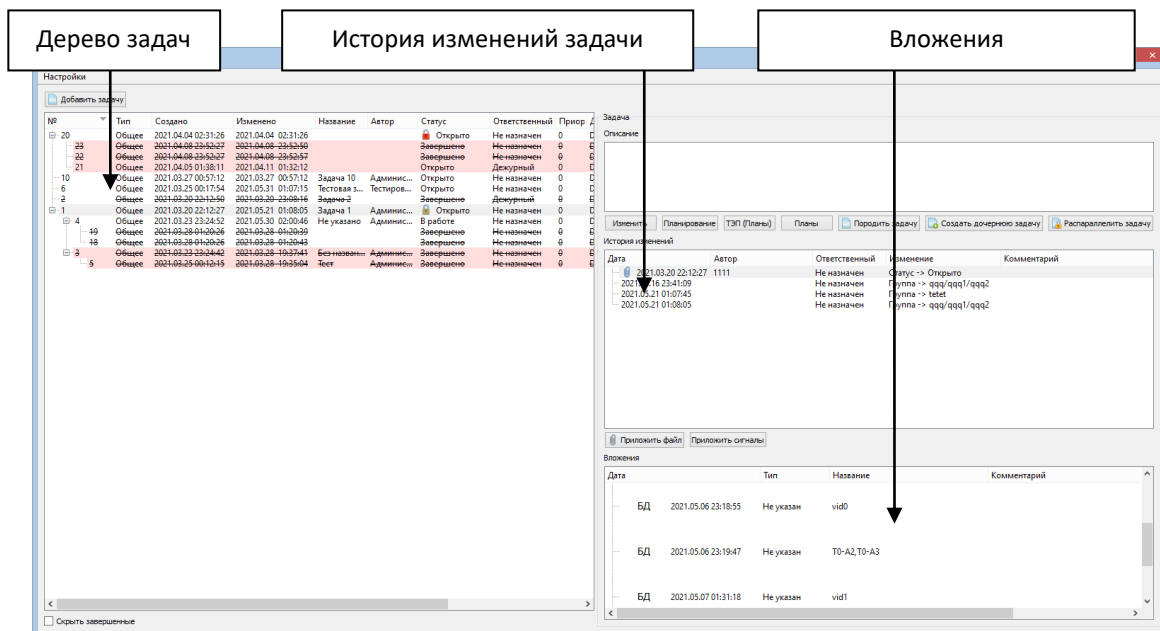 Дерево задач
История изменений задачи
Вложения
Настройки
Добавить задачу
№ Тип Создано Изменено Название Автор Статус Ответственный Приор
20 Общее 2021.04.04 02:31:26 2021.04.04 02:31:26 Открыто Не назначен 0
23 Общее 2021.04.08 23:52:27 2021.04.08 23:52:50 Завершено Не назначен 0
22 Общее 2021.04.08 23:52:27 2021.04.08 23:52:57 Завершено Не назначен 0
21 Общее 2021.04.05 01:38:11 2021.04.11 01:32:12 Открыто Дежурный 0
10 Общее 2021.03.27 00:57:12 2021.03.27 00:57:12 Задача 10 Админис... Открыто Не назначен 0
6 Общее 2021.03.25 00:17:54 2021.05.31 01:07:15 Тестовая з... Тестиров... Открыто Не назначен 0
2 Общее 2021.03.20 22:12:50 2021.03.23 23:08:16 Задача 2 Завершено Дежурный 0
1 Общее 2021.03.20 22:12:27 2021.05.21 01:08:05 Задача 1 Админис... Открыто Не назначен 0
4 Общее 2021.03.23 23:24:52 2021.05.30 02:00:46 Не указано Админис... В работе Не назначен 0
19 Общее 2021.03.28 01:20:26 2021.03.28 01:20:39 Завершено Не назначен 0
18 Общее 2021.03.28 01:20:26 2021.03.28 01:20:43 Завершено Не назначен 0
3 Общее 2021.03.23 23:24:42 2021.03.28 19:37:41 Без назван... Админис... Завершено Не назначен 0
5 Общее 2021.03.25 00:12:15 2021.03.28 19:35:04 Тест Админис... Завершено Не назначен 0
Скрыть завершенные
Задача
Описание
Изменить Планирование ТЭП (Планы) Планы Породить задачу Создать дочернюю задачу Распараллелить задачу
История изменений
Дата Автор Ответственный Изменение Комментарий
2021.03.20 22:12:27 1111 Не назначен Статус -> Открыто
16 23:41:09 Не назначен Группа -> qqq/qqq1/qqq2
2021.05.21 01:07:45 Не назначен Группа -> tetet
2021.05.21 01:08:05 Не назначен Группа -> qqq/qqq1/qqq2
Приложить файл Приложить сигналы
Вложения
Дата Тип Название Комментарий
БД 2021.05.06 23:18:55 Не указан vid0
БД 2021.05.06 23:19:47 Не указан T0-A2,T0-A3
БД 2021.05.07 01:31:18 Не указан vid1